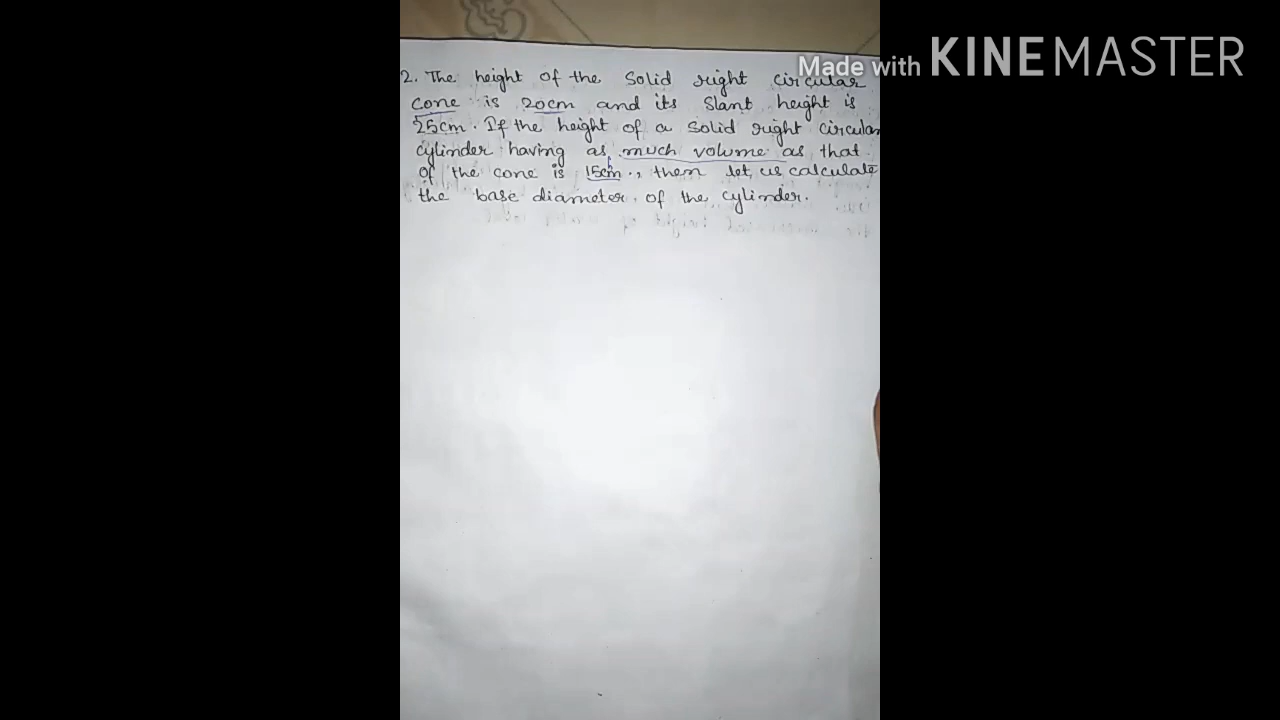 Made with KINEMASTER
2. The height of the Solid right circular
cone is 20cm and its Slant height is
25cm. If the height of a solid right circular
cylinder having as much volume as that
of the cone is 15cm., then let us calculate
the base diameter of the cylinder.